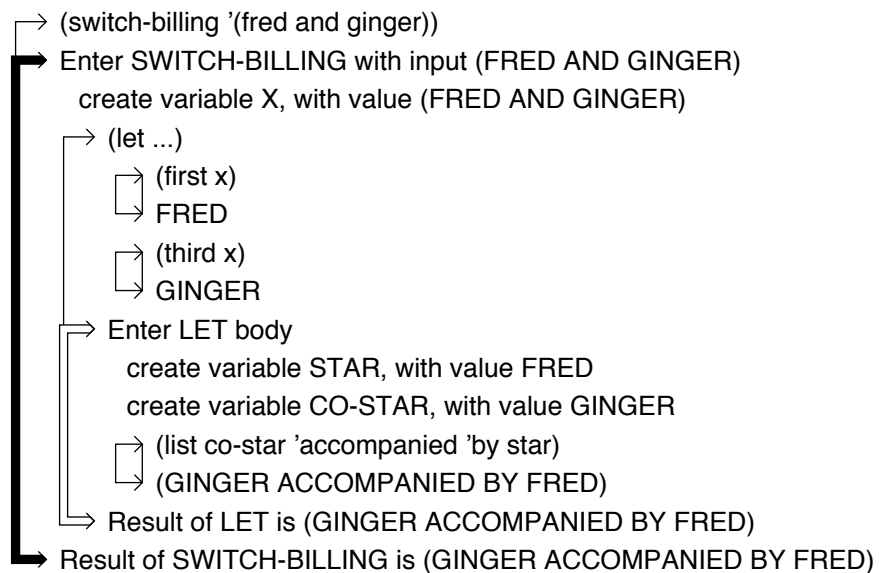 (switch-billing '(fred and ginger))
Enter SWITCH-BILLING with input (FRED AND GINGER)
create variable X, with value (FRED AND GINGER)
(let ...)
(first x)
FRED
(third x)
GINGER
Enter LET body
create variable STAR, with value FRED
create variable CO-STAR, with value GINGER
(list co-star ’accompanied ’by star)
(GINGER ACCOMPANIED BY FRED)
Result of LET is (GINGER ACCOMPANIED BY FRED)
Result of SWITCH-BILLING is (GINGER ACCOMPANIED BY FRED)